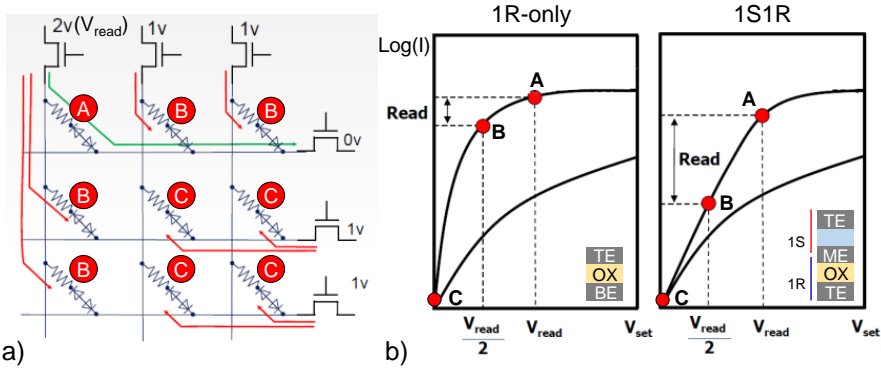 2v(Vread)
1v
1v
A
B
B
0v
B
C
C
1v
B
C
C
1v
a)
1R-only
Log(I)
A
Read
B
TE
OX
BE
C
Vread
2
Vread
Vset
b)
1S1R
A
Read
B
TE
1S
ME
1R
OX
TE
C
Vread
2
Vread
Vset